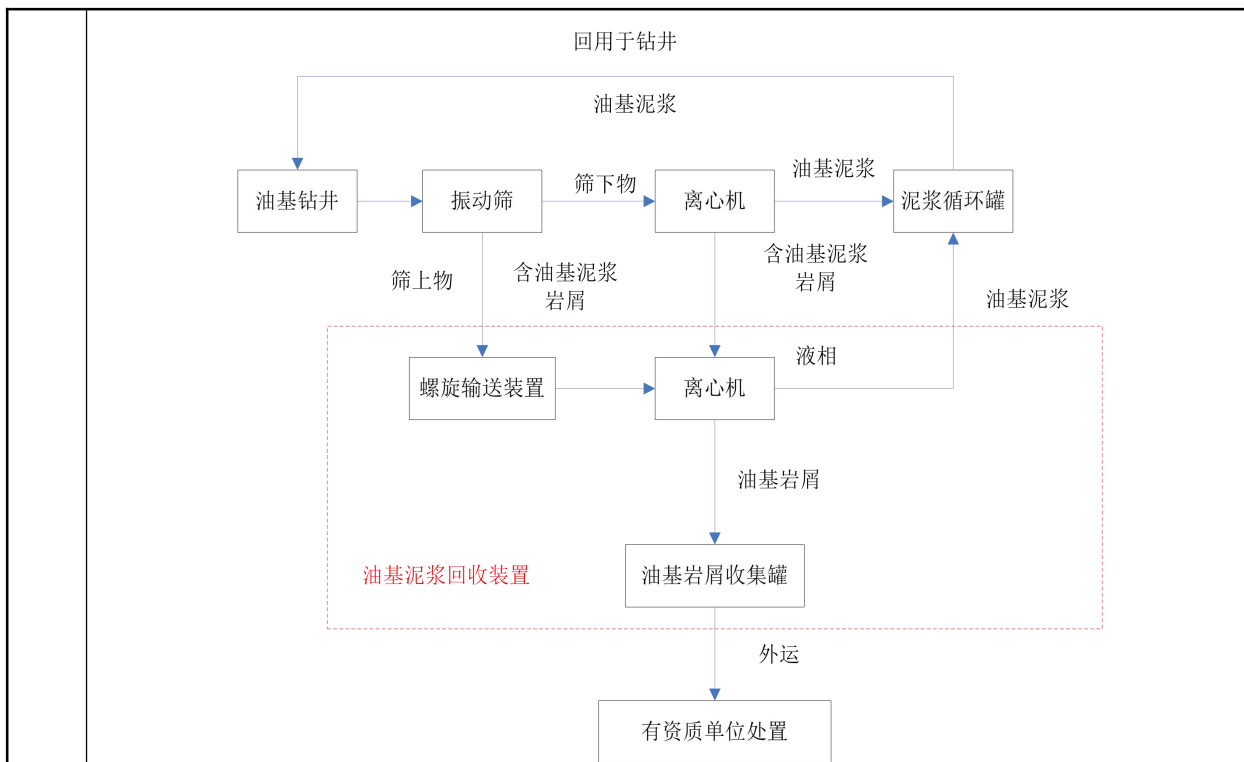 回用于钻井
油基泥浆
油基钻井
振动筛
筛下物
离心机
油基泥浆
泥浆循环罐
筛上物
含油基泥浆
岩屑
含油基泥浆
岩屑
油基泥浆
螺旋输送装置
离心机
液相
油基岩屑
油基泥浆回收装置
油基岩屑收集罐
外运
有资质单位处置